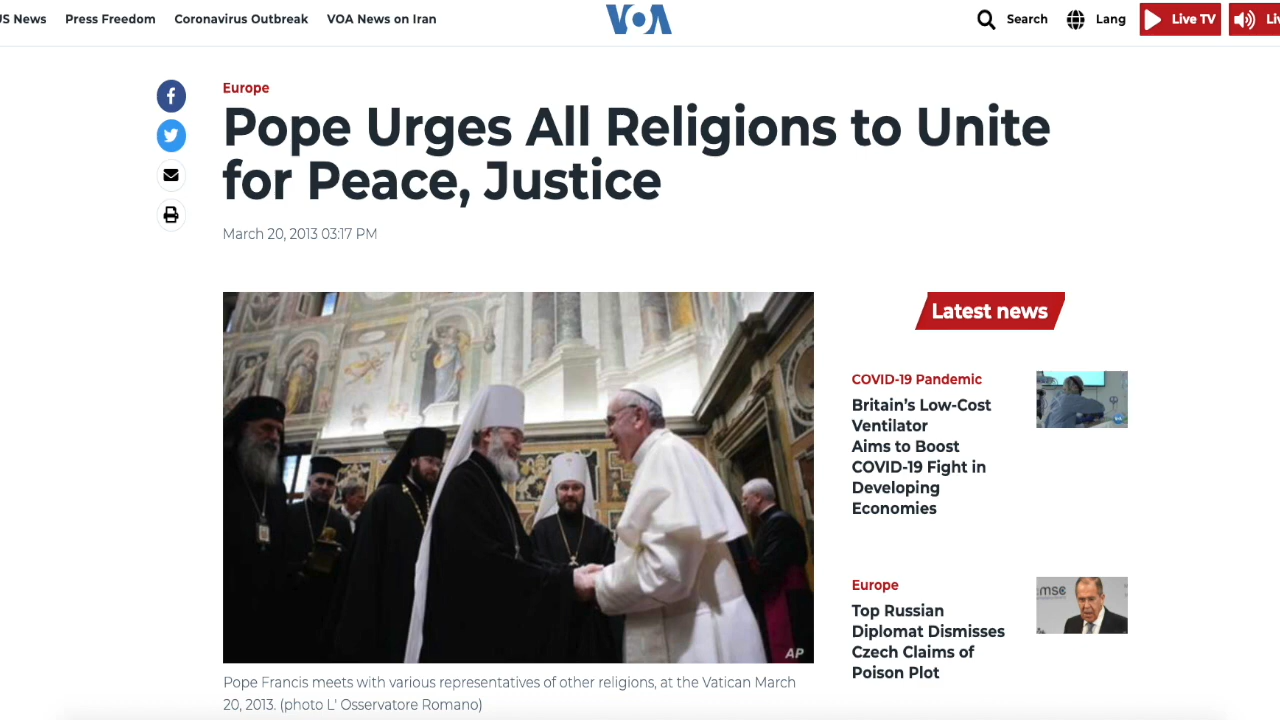 US News Press Freedom Coronavirus Outbreak VOA News on Iran VOA Search Lang Live TV
Europe
Pope Urges All Religions to Unite
for Peace, Justice
March 20, 2013 03:17 PM
Latest news
COVID-19 Pandemic
Britain's Low-Cost
Ventilator
Aims to Boost
COVID-19 Fight in
Developing
Economies
Europe
msc
Top Russian
Diplomat Dismisses
Czech Claims of
Poison Plot
AP
Pope Francis meets with various representatives of other religions, at the Vatican March
20, 2013. (photo L' Osservatore Romano)